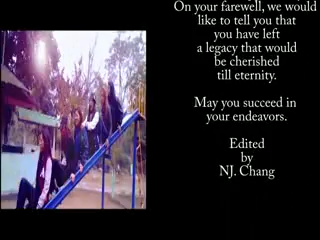 On your farewell, we would
like to tell you that
you have left
a legacy that would
be cherished
till eternity.
May you succeed in
your endeavors.
Edited
by
NJ. Chang